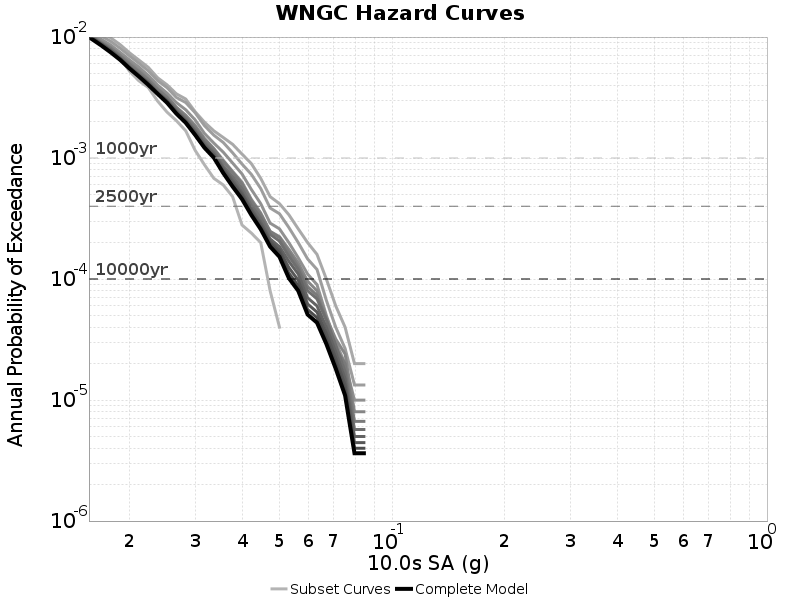 WNGC Hazard Curves
Annual Probability of Exceedance
10-2
10-3
10-4
10-5
10-6
1000yr
2500yr
10000yr
2 3 4 5 6 7 10-1 2 3 4 5 6 7 100
10.0s SA (g)
Subset Curves Complete Model